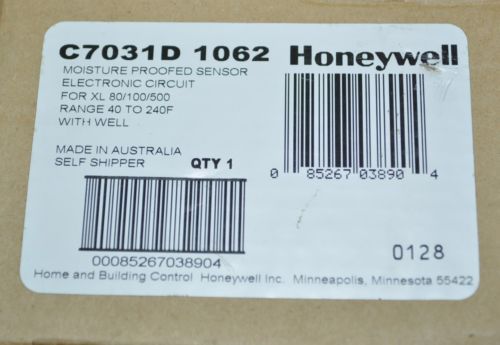 C7031D 1062 Honeywell
MOISTURE PROOFED SENSOR
ELECTRONIC CIRCUIT
FOR XL 80/100/500
RANGE 40 TO 240F
WITH WELL
MADE IN AUSTRALIA
SELF SHIPPER QTY 1
0 85267 03890 4
00085267038904
0128
Home and Building Control Honeywell Inc. Minneapolis, Minnesota 55422